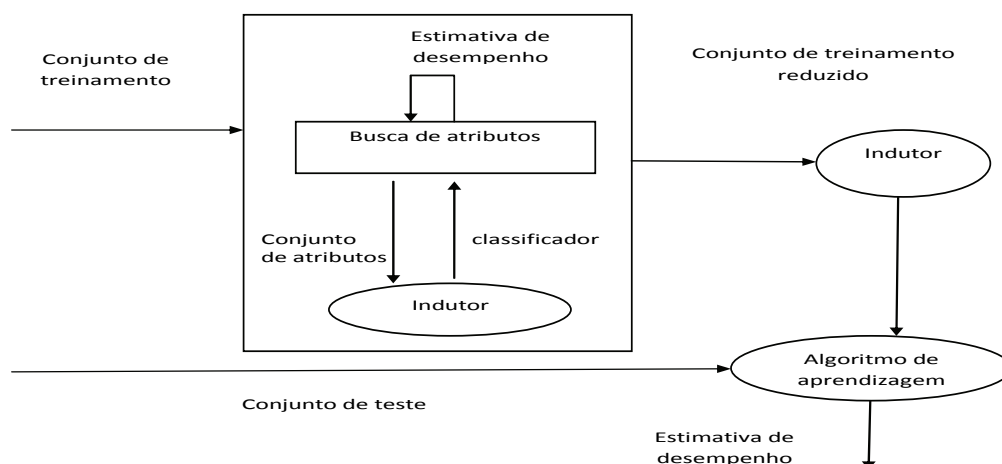 Conjunto de
treinamento
Estimativa de
desempenho
Conjunto de treinamento
reduzido
Busca de atributos
Indutor
Conjunto
de atributos
classificador
Indutor
Algoritmo de
aprendizagem
Conjunto de teste
Estimativa de
desempenho